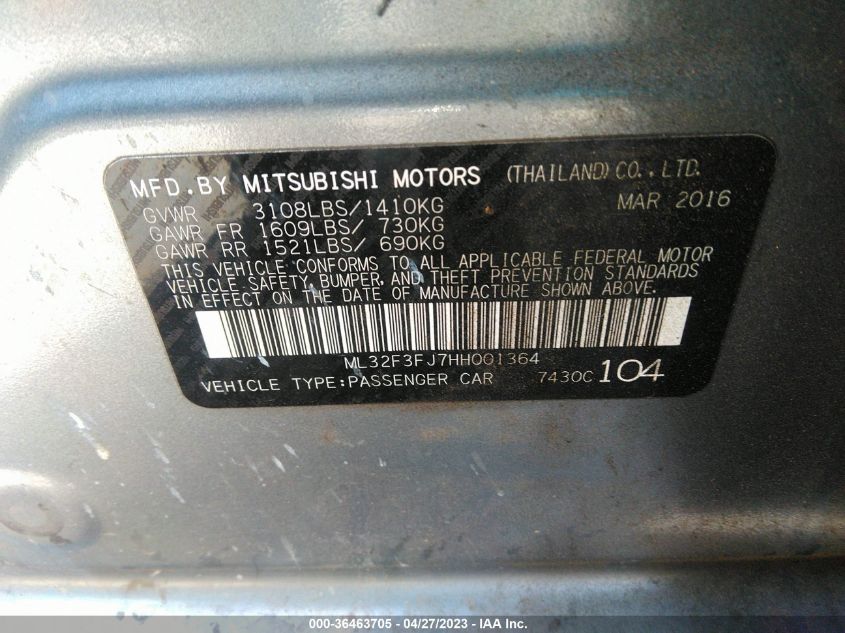 MFD.BY MITSUBISHI MOTORS (THAILAND) CO.,LTD.
GVWR 3108LBS/1410KG MAR 2016
GAWR FR 1609LBS/ 730KG
GAWR RR 1521LBS/ 690KG
THIS VEHICLE CONFORMS TO ALL APPLICABLE FEDERAL MOTOR
VEHICLE SAFETY, BUMPER, AND THEFT PREVENTION STANDARDS
IN EFFECT ON THE DATE OF MANUFACTURE SHOWN ABOVE.
ML32F3FJ7HH001364
VEHICLE TYPE:PASSENGER CAR 7430C 104
000-36463705 - 04/27/2023 - IAA Inc.